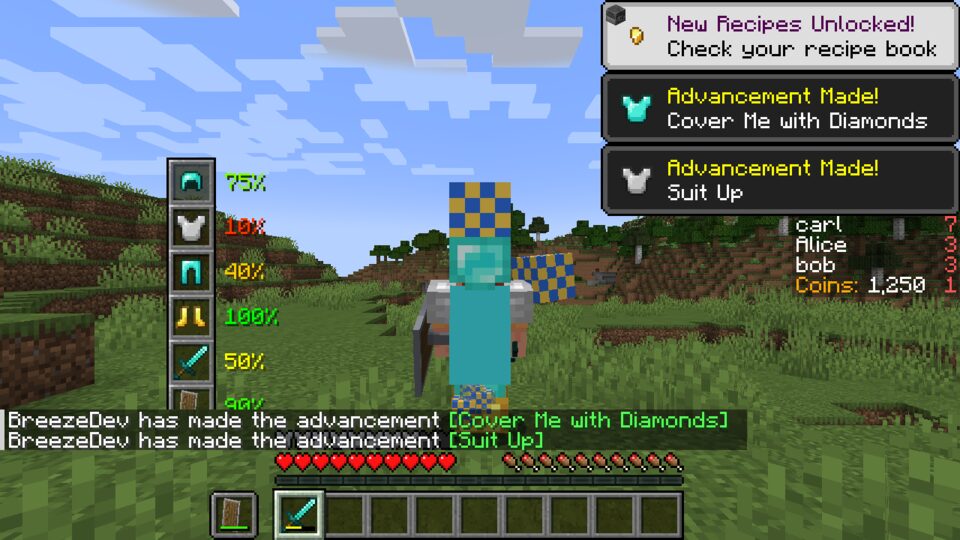 New Recipes Unlocked!
Check your recipe book
Advancement Made!
Cover Me with Diamonds
Advancement Made!
Suit Up
75%
10%
40%
100%
50%
90%
carl 7
Alice 3
bob 3
Coins: 1,250 1
BreezeDev has made the advancement [Cover Me with Diamonds]
BreezeDev has made the advancement [Suit Up]